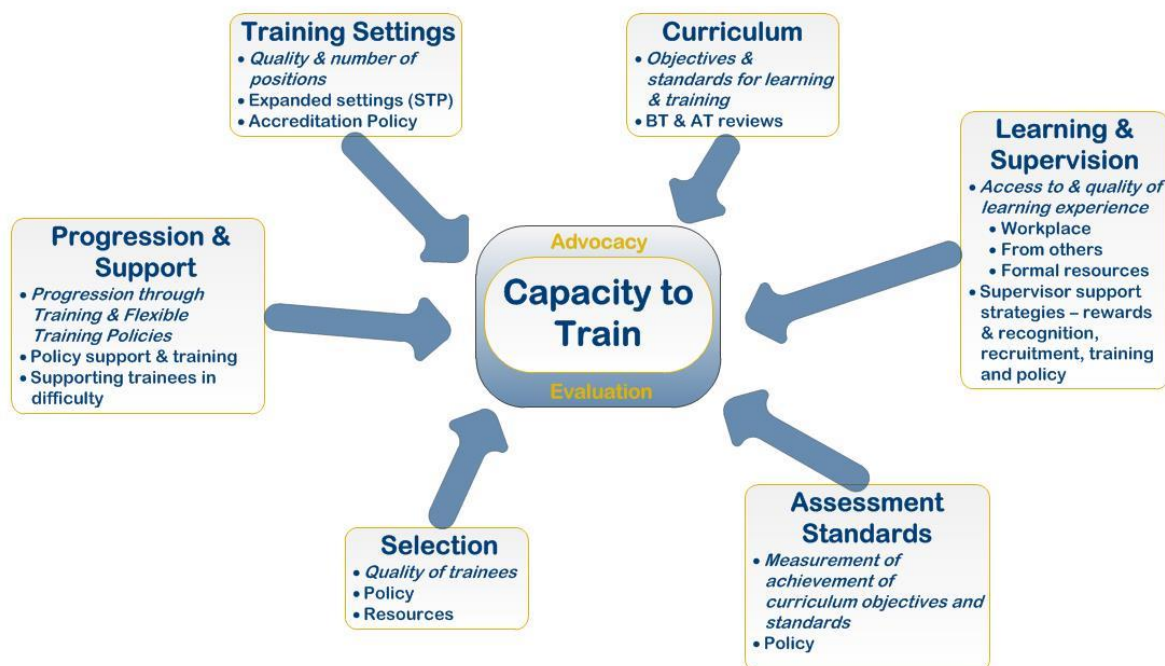 Training Settings
• Quality & number of
positions
• Expanded settings (STP)
• Accreditation Policy
Curriculum
• Objectives &
standards for learning
& training
• BT & AT reviews
Learning &
Supervision
• Access to & quality of
learning experience
• Workplace
• From others
• Formal resources
• Supervisor support
strategies – rewards
& recognition,
recruitment, training
and policy
Progression &
Support
• Progression through
Training & Flexible
Training Policies
• Policy support & training
• Supporting trainees in
difficulty
Advocacy
Capacity to
Train
Evaluation
Selection
• Quality of trainees
• Policy
• Resources
Assessment
Standards
• Measurement of
achievement of
curriculum objectives and
standards
• Policy